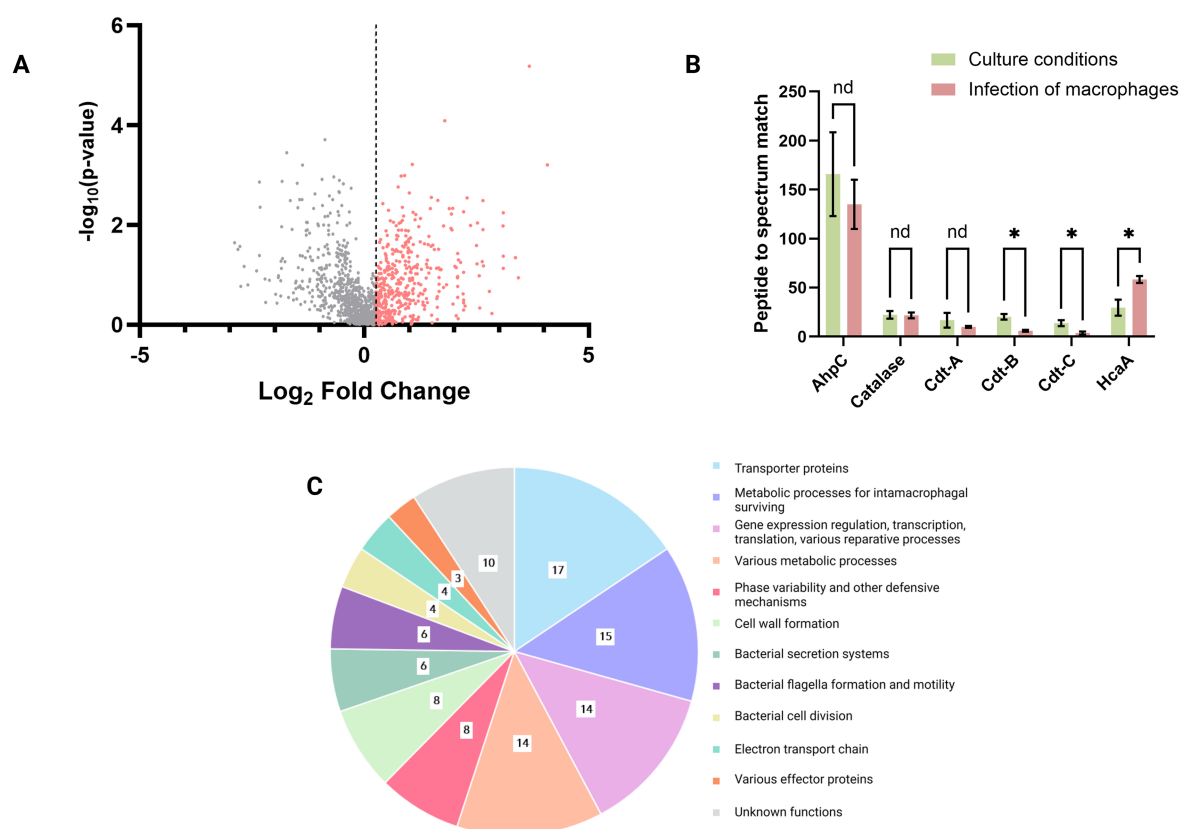 A
6
4
2
0
-log10(p-value)
-5
0
5
Log2 Fold Change
B
Culture conditions
Infection of macrophages
Peptide to spectrum match
250
200
150
100
50
0
nd
nd
nd
*
*
*
AhpC
Catalase
Cdt-A
Cdt-B
Cdt-C
HcaA
C
17
15
14
14
8
8
6
6
4
4
3
10
Transporter proteins
Metabolic processes for intamacrophagal
surviving
Gene expression regulation, transcription,
translation, various reparative processes
Various metabolic processes
Phase variability and other defensive
mechanisms
Cell wall formation
Bacterial secretion systems
Bacterial flagella formation and motility
Bacterial cell division
Electron transport chain
Various effector proteins
Unknown functions